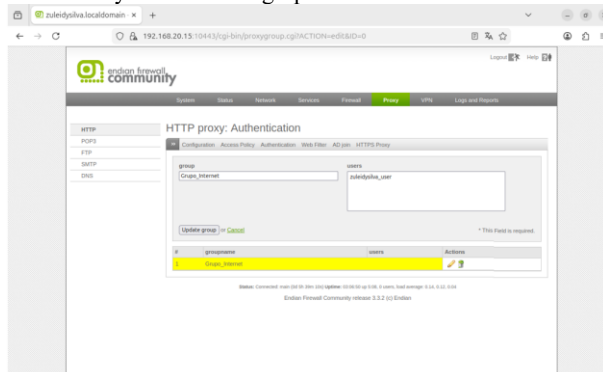 zuleidysilva.localdomain -
192.168.20.15:10443/cgi-bin/proxygroup.cgi?ACTION=edit&ID=0
Logout Help
endian firewall
community
System Status Network Services Firewall Proxy VPN Logs and Reports
HTTP
POP3
FTP
SMTP
DNS
HTTP proxy: Authentication
Configuration Access Policy Authentication Web Filter AD join HTTPS Proxy
group users
Grupo_Internet zuleidysilva_user
Update group or Cancel * This Field is required.
# groupname users Actions
1 Grupo_Internet
Status: Connected: main
Endian Firewall Community release 3.3.2 (c) Endian